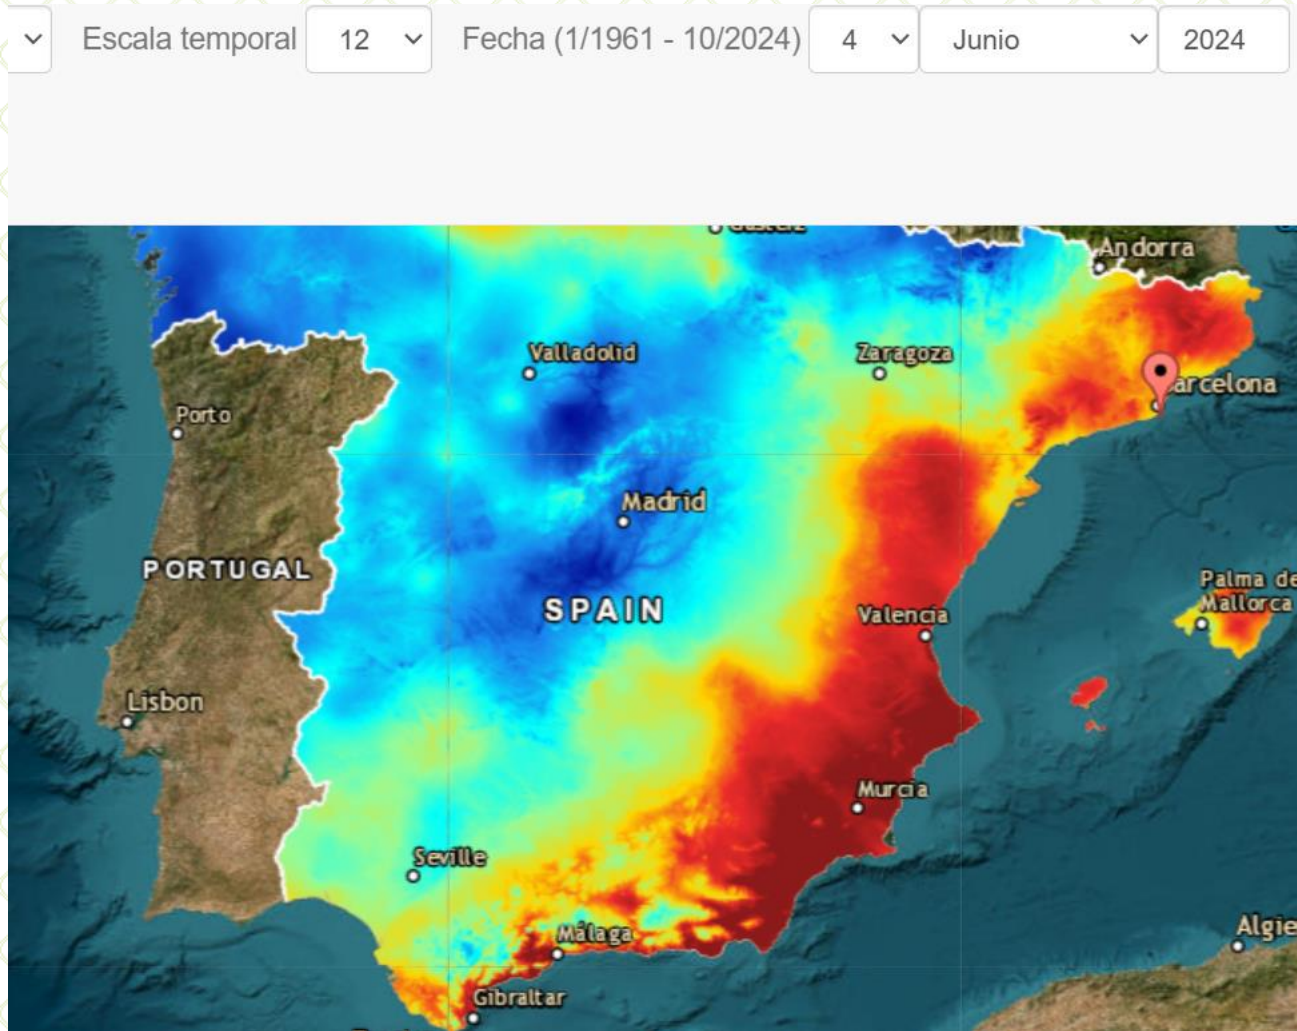 Escala temporal 12 Fecha (1/1961 - 10/2024) 4 Junio 2024
Andorra
Valladolid
Zaragoza
Barcelona
Porto
Madrid
PORTUGAL
SPAIN
Palma de
Mallorca
Valencia
Lisbon
Murcia
Seville
Málaga
Algie
Gibraltar